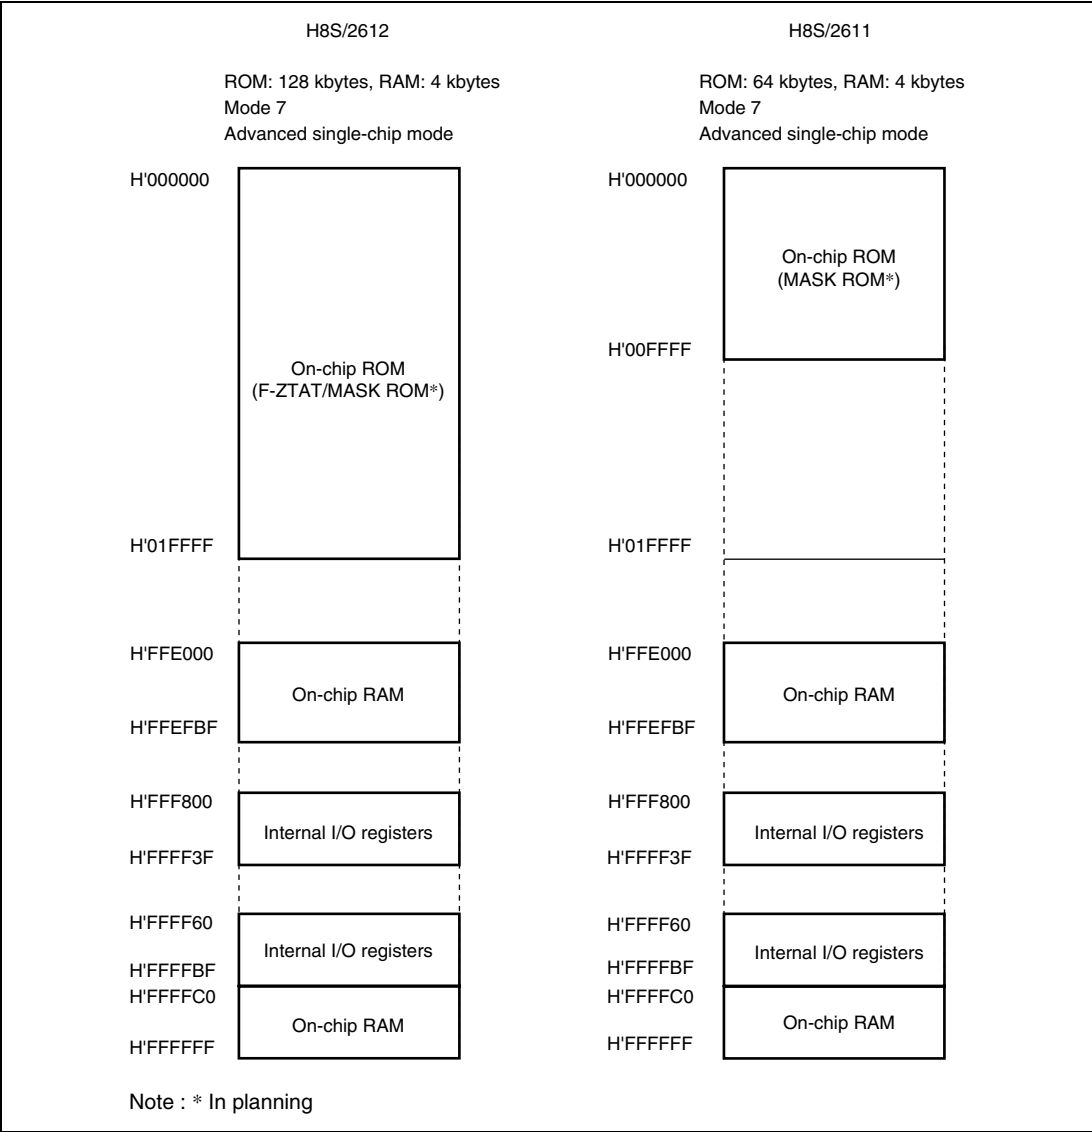 H8S/2612
ROM: 128 kbytes, RAM: 4 kbytes
Mode 7
Advanced single-chip mode
H'000000
On-chip ROM
(F-ZTAT/MASK ROM*)
H'01FFFF
H'FFE000
On-chip RAM
H'FFEFBF
H'FFF800
Internal I/O registers
H'FFFF3F
H'FFFF60
Internal I/O registers
H'FFFFBF
H'FFFFC0
On-chip RAM
H'FFFFFF
H8S/2611
ROM: 64 kbytes, RAM: 4 kbytes
Mode 7
Advanced single-chip mode
H'000000
On-chip ROM
(MASK ROM*)
H'00FFFF
H'01FFFF
H'FFE000
On-chip RAM
H'FFEFBF
H'FFF800
Internal I/O registers
H'FFFF3F
H'FFFF60
Internal I/O registers
H'FFFFBF
H'FFFFC0
On-chip RAM
H'FFFFFF
Note : * In planning